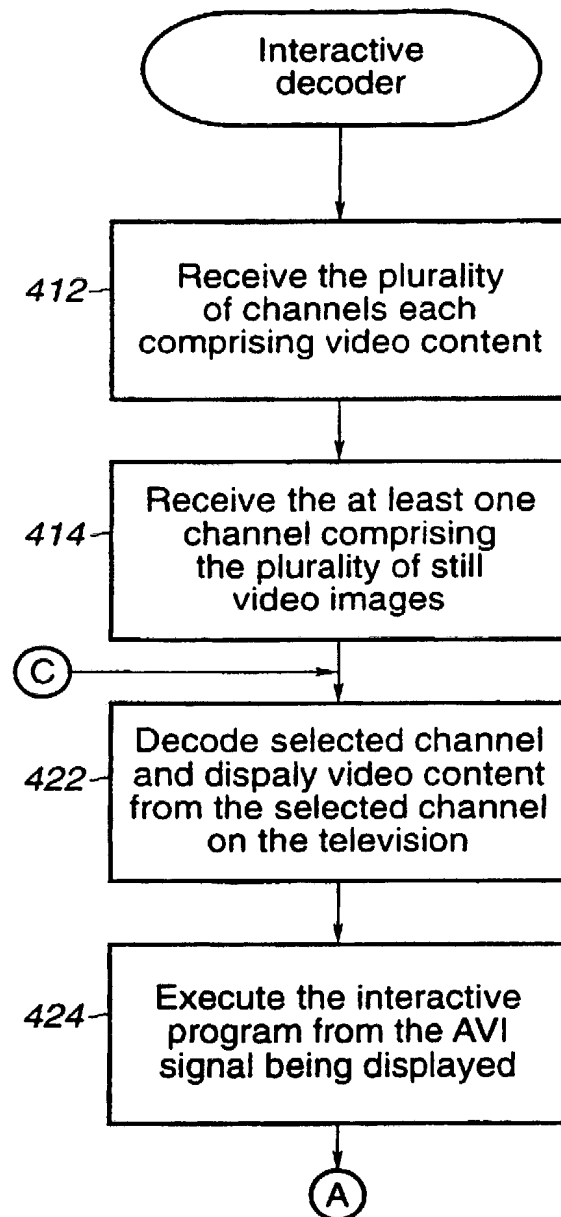 Interactive
decoder
412
Receive the plurality
of channels each
comprising video content
414
Receive the at least one
channel comprising
the plurality of still
video images
C
422
Decode selected channel
and dispaly video content
from the selected channel
on the television
424
Execute the interactive
program from the AVI
signal being displayed
A